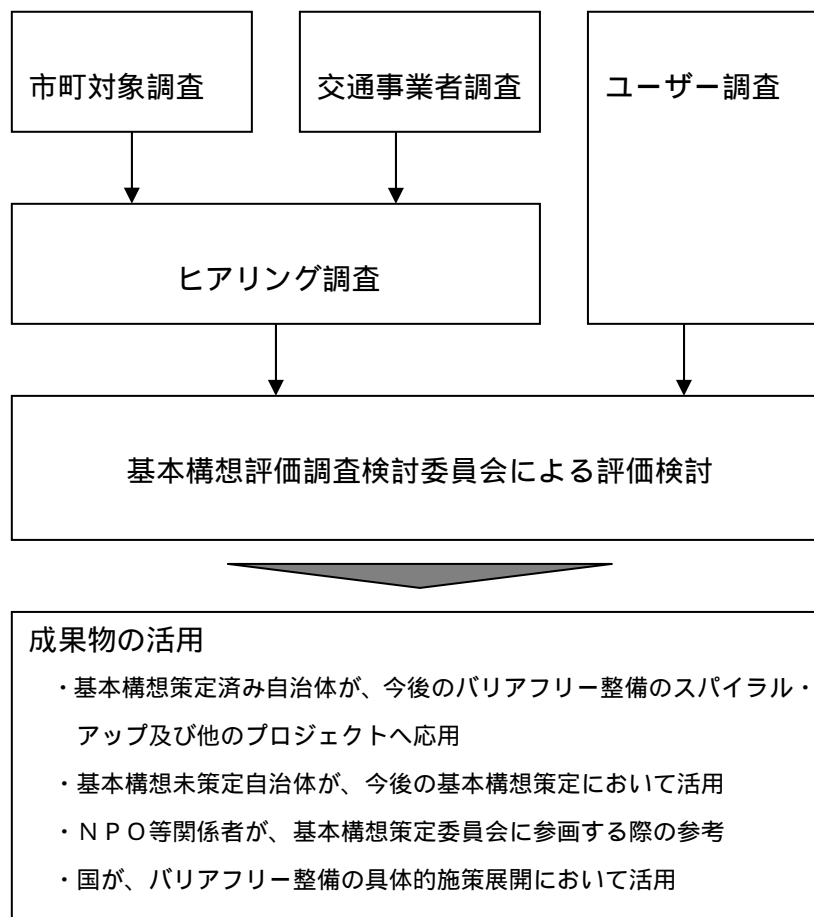 市町対象調査
交通事業者調査
ユーザー調査
ヒアリング調査
基本構想評価調査検討委員会による評価検討
成果物の活用
・基本構想策定済み自治体が、今後のバリアフリー整備のスパイラル・
アップ及び他のプロジェクトへ応用
・基本構想未策定自治体が、今後の基本構想策定において活用
・ＮＰＯ等関係者が、基本構想策定委員会に参画する際の参考
・国が、バリアフリー整備の具体的施策展開において活用